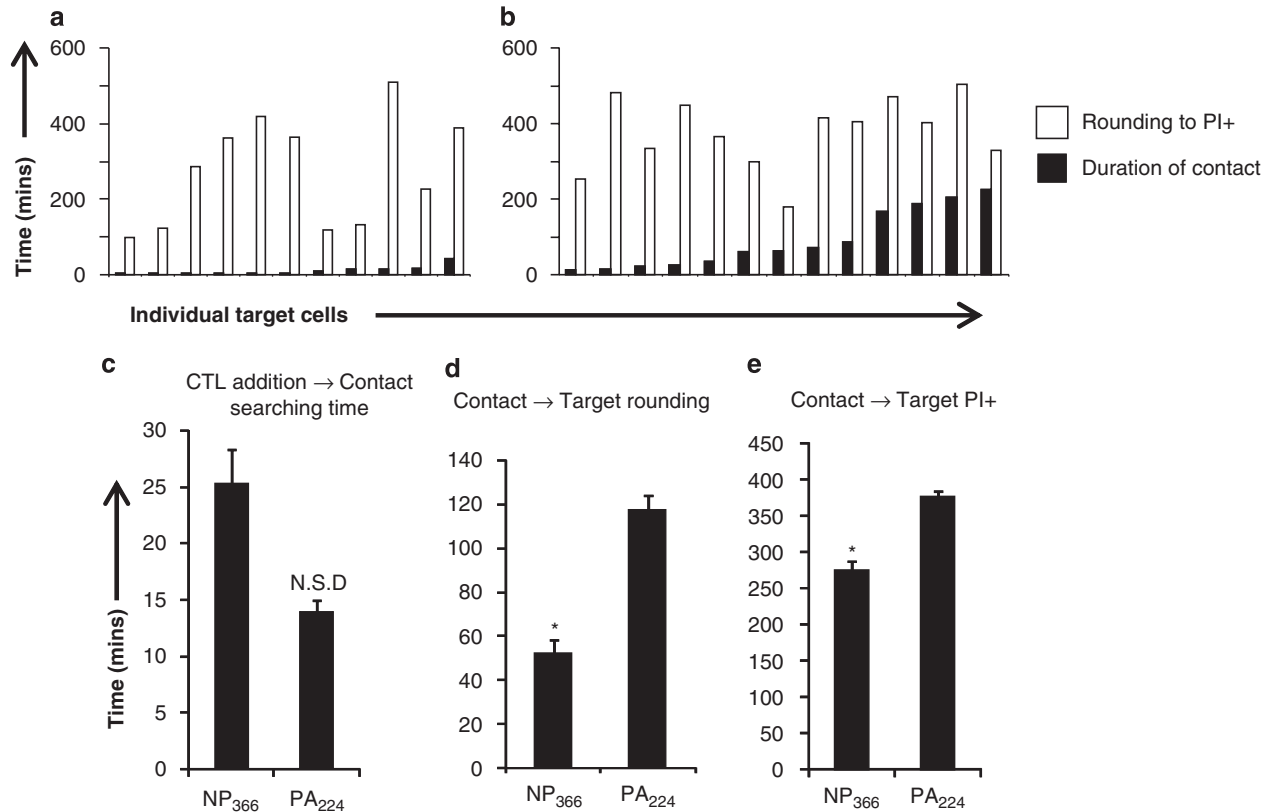 a
b
600
400
200
0
Time (mins)
600
400
200
0
Rounding to PI+
Duration of contact
Individual target cells
c
CTL addition → Contact
searching time
30
25
20
15
10
5
0
Time (mins)
N.S.D
NP366
PA224
d
Contact → Target rounding
140
120
100
80
60
40
20
0
*
NP366
PA224
e
Contact → Target PI+
450
400
350
300
250
200
150
100
50
0
*
NP366
PA224